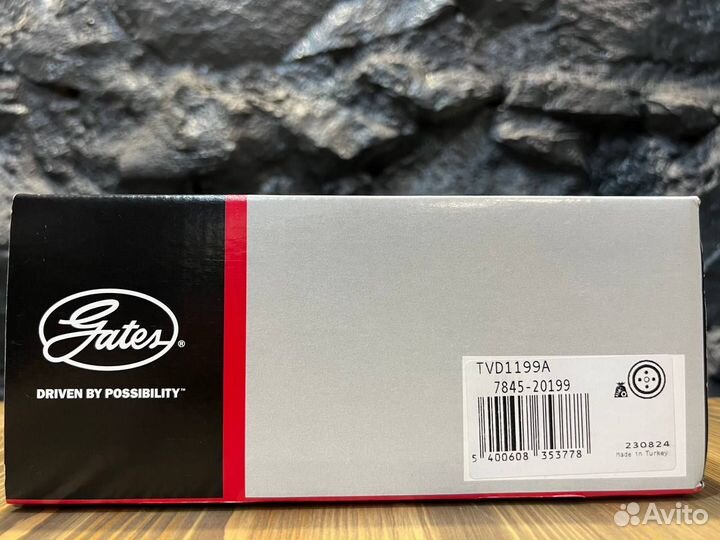 Gates®
DRIVEN BY POSSIBILITY™
TVD1199A
7845-20199
5 400608 353778
230824
Made in Turkey
Avito